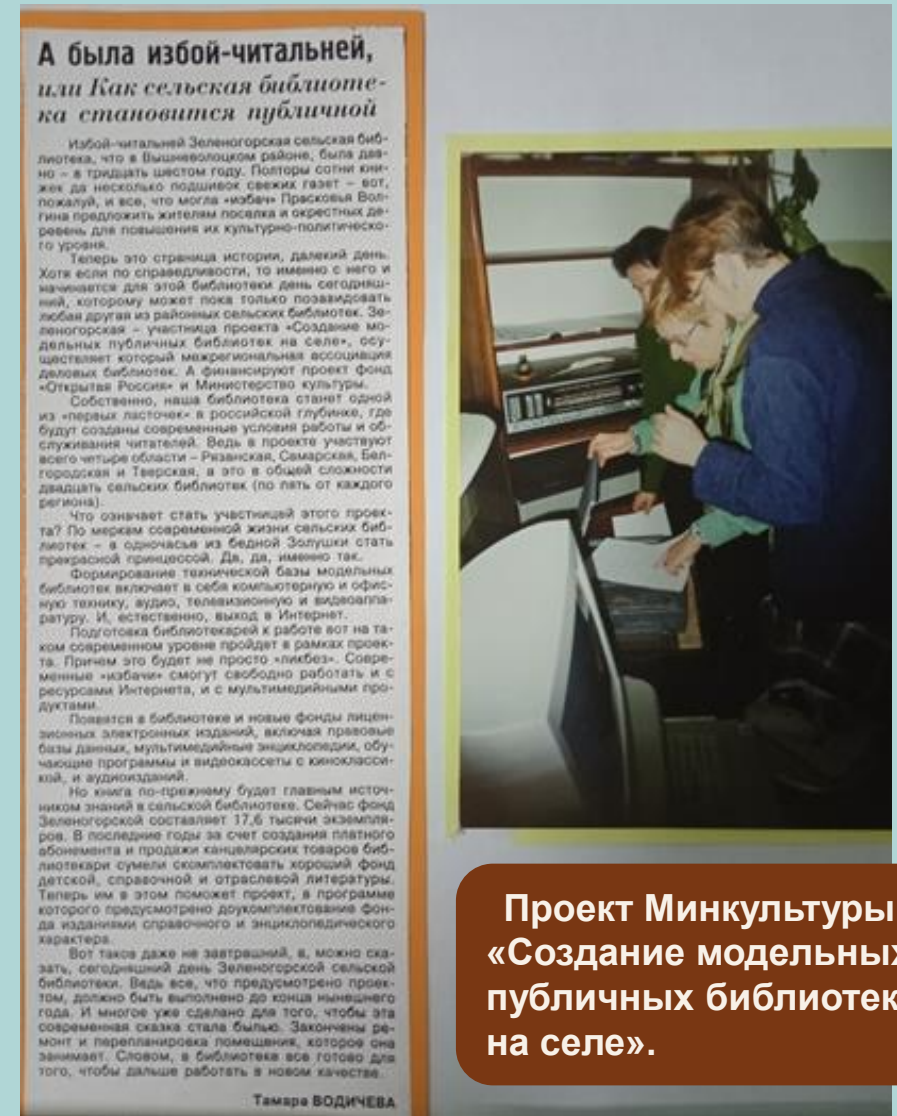 А была избой-читальней,
или Как сельская библиоте-
ка становится публичной
Избой-читальней Зеленогорская сельская биб-
лиотека, что в Вышневолоцком районе, была дав-
но – в тридцать шестом году. Полторы сотни кни-
жек да несколько подшивок свежих газет – вот,
пожалуй, и все, что могла «избач» Прасковья Вол-
гина предложить жителям поселка и окрестных де-
ревень для повышения их культурно-политическо-
го уровня.
Теперь это страница истории, далекий день.
Хотя если по справедливости, то именно с него и
начинается для этой библиотеки день сегодняш-
ний, которому может пока только позавидовать
любая другая из районных сельских библиотек. Зе-
леногорская – участница проекта «Создание мо-
дельных публичных библиотек на селе», осу-
ществляет который межрегиональная ассоциация
деловых библиотек. А финансируют проект фонд
«Открытая Россия» и Министерство культуры.
Собственно, наша библиотека станет одной
из «первых ласточек» в российской глубинке, где
будут созданы современные условия работы и об-
служивания читателей. Ведь в проекте участвуют
всего четыре области – Рязанская, Самарская, Бел-
городская и Тверская, а это в общей сложности
двадцать сельских библиотек (по пять от каждого
региона).
Что означает стать участницей этого проек-
та? По меркам современной жизни сельских биб-
лиотек – в одночасье из бедной Золушки стать
прекрасной принцессой. Да, да, именно так.
Формирование технической базы модельных
библиотек включает в себя компьютерную и офис-
ную технику, аудио, телевизионную и видеоаппа-
ратуру. И, естественно, выход в Интернет.
Подготовка библиотекарей к работе вот на та-
ком современном уровне пройдет в рамках проек-
та. Причем это будет не просто «ликбез». Совре-
менные «избачи» смогут свободно работать и с
ресурсами Интернета, и с мультимедийными про-
дуктами.
Появятся в библиотеке и новые фонды лицен-
зионных электронных изданий, включая правовые
базы данных, мультимедийные энциклопедии, обу-
чающие программы и видеокассеты с кинокласси-
кой, и аудиоизданий.
Но книга по-прежнему будет главным источ-
ником знаний в сельской библиотеке. Сейчас фонд
Зеленогорской составляет 17,6 тысячи экземпля-
ров. В последние годы за счет создания платного
абонемента и продажи канцелярских товаров биб-
лиотекари сумели скомплектовать хороший фонд
детской, справочной и отраслевой литературы.
Теперь им в этом поможет проект, в программе
которого предусмотрено доукомплектование фон-
да изданиями справочного и энциклопедического
характера.
Вот таков даже не завтрашний, а, можно ска-
зать, сегодняшний день Зеленогорской сельской
библиотеки. Ведь все, что предусмотрено проек-
том, должно быть выполнено до конца нынешнего
года. И многое уже сделано для того, чтобы эта
современная сказка стала былью. Закончены ре-
монт и перепланировка помещения, которое она
занимает. Словом, в библиотеке все готово для
того, чтобы дальше работать в новом качестве.
Тамара ВОДИЧЕВА
Проект Минкультуры
«Создание модельных
публичных библиотек
на селе».